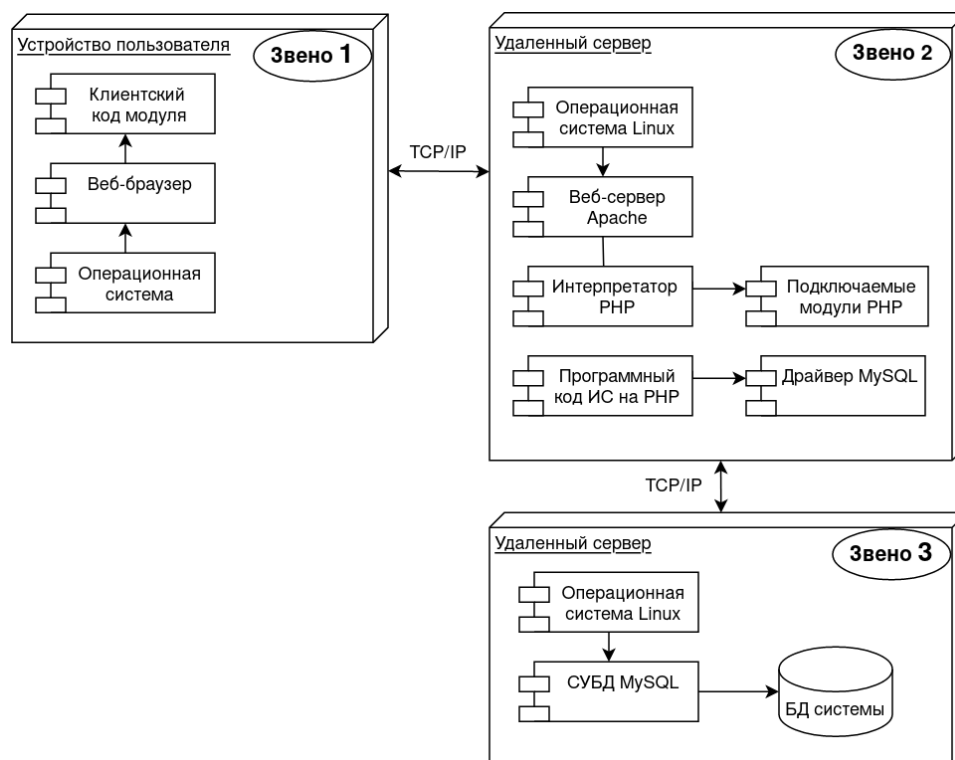 Устройство пользователя
Звено 1
Клиентский
код модуля
Веб-браузер
Операционная
система
TCP/IP
Удаленный сервер
Звено 2
Операционная
система Linux
Веб-сервер
Apache
Интерпретатор
PHP
Подключаемые
модули PHP
Программный
код ИС на PHP
Драйвер MySQL
TCP/IP
Удаленный сервер
Звено 3
Операционная
система Linux
СУБД MySQL
БД системы